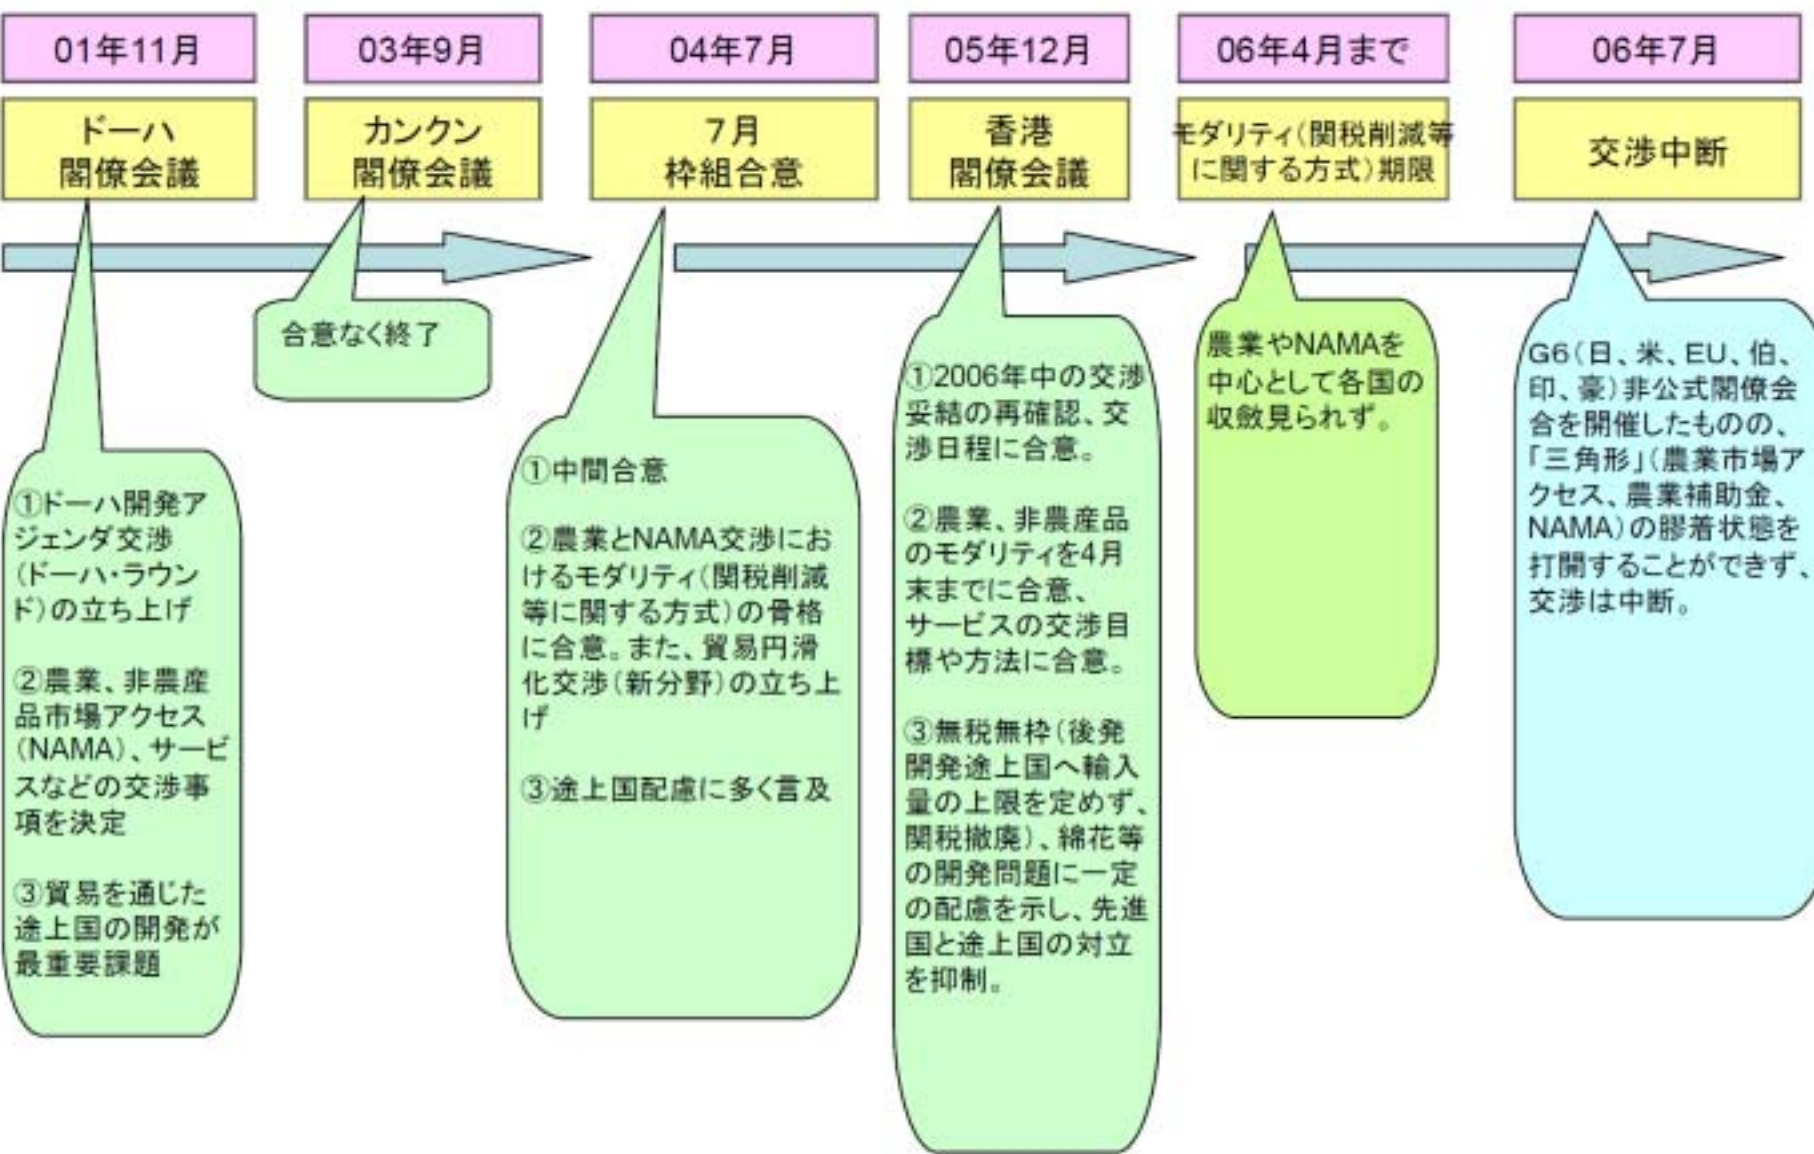 01年11月
ドーハ
閣僚会議
①ドーハ開発ア
ジェンダ交渉
(ドーハ・ラウン
ド)の立ち上げ
②農業、非農産
品市場アクセス
(NAMA)、サービ
スなどの交渉事
項を決定
③貿易を通じた
途上国の開発が
最重要課題
03年9月
カンクン
閣僚会議
合意なく終了
04年7月
7月
枠組合意
①中間合意
②農業とNAMA交渉にお
けるモダリティ(関税削減
等に関する方式)の骨格
に合意。また、貿易円滑
化交渉(新分野)の立ち上
げ
③途上国配慮に多く言及
05年12月
香港
閣僚会議
①2006年中の交渉
妥結の再確認、交
渉日程に合意。
②農業、非農産品
のモダリティを4月
末までに合意、
サービスの交渉目
標や方法に合意。
③無税無枠(後発
開発途上国へ輸入
量の上限を定めず、
関税撤廃)、綿花等
の開発問題に一定
の配慮を示し、先進
国と途上国の対立
を抑制。
06年4月まで
モダリティ(関税削減等
に関する方式)期限
農業やNAMAを
中心として各国の
収斂見られず。
06年7月
交渉中断
G6(日、米、EU、伯、
印、豪)非公式閣僚会
合を開催したものの、
「三角形」(農業市場ア
クセス、農業補助金、
NAMA)の膠着状態を
打開することができず、
交渉は中断。